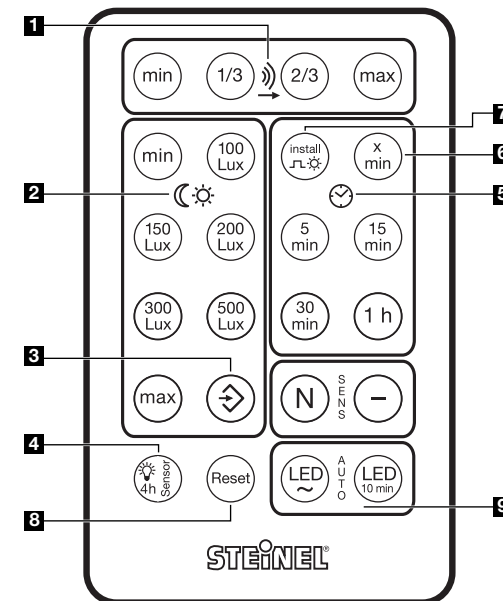 1
min 1/3 2/3 max
7
min 100 Lux install x min
6
2
5
150 Lux 200 Lux 5 min 15 min
300 Lux 500 Lux 30 min 1 h
3
max N SENS −
4
4h Sensor Reset LED ~ AUTO LED 10 min
8
9
STEINEL®